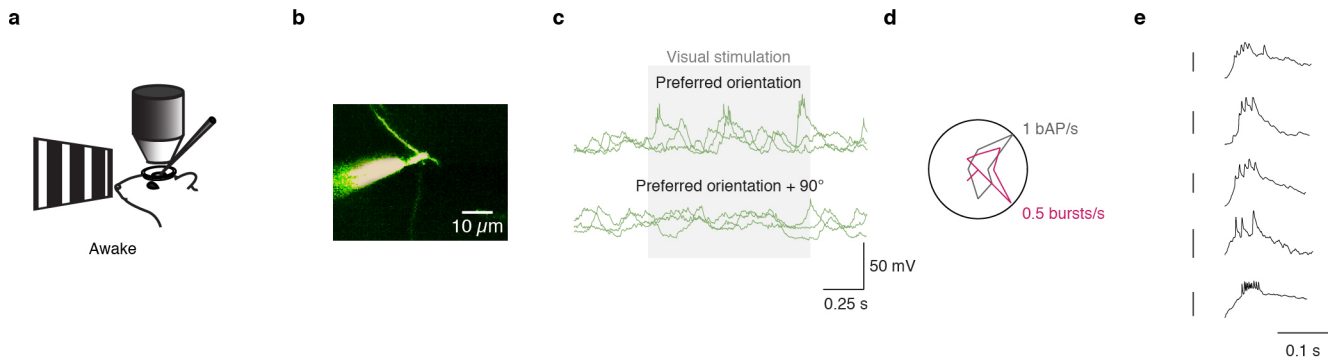 a
Awake
b
10 µm
c
Visual stimulation
Preferred orientation
Preferred orientation + 90°
50 mV
0.25 s
d
1 bAP/s
0.5 bursts/s
e
0.1 s